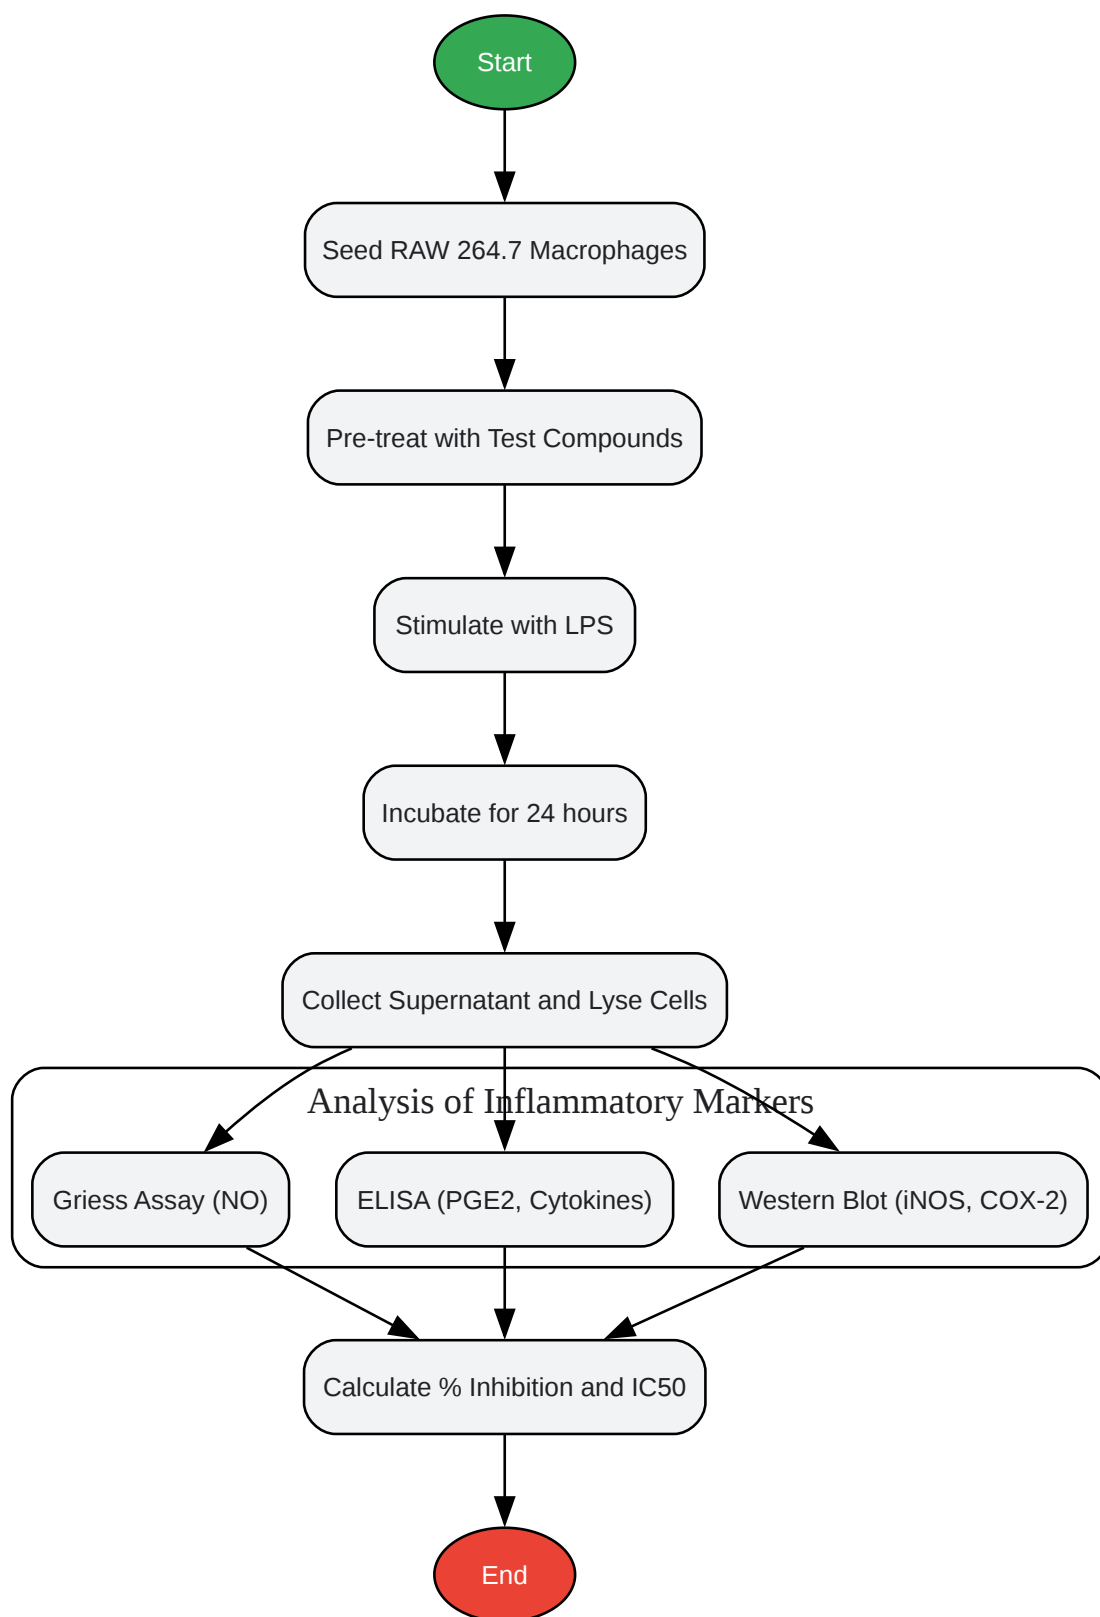 Start
Seed RAW 264.7 Macrophages
Pre-treat with Test Compounds
Stimulate with LPS
Incubate for 24 hours
Collect Supernatant and Lyse Cells
Analysis of Inflammatory Markers
Griess Assay (NO)
ELISA (PGE2, Cytokines)
Western Blot (iNOS, COX-2)
Calculate % Inhibition and IC50
End